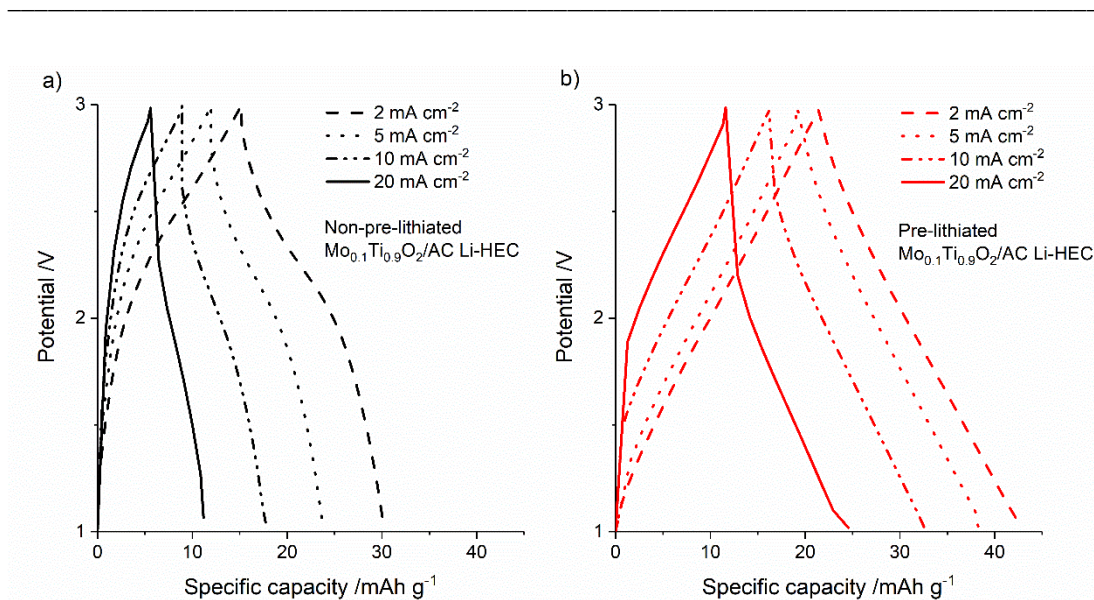 a)
3
2
1
Potential /V
0
10
20
30
40
Specific capacity /mAh g⁻¹
2 mA cm⁻²
5 mA cm⁻²
10 mA cm⁻²
20 mA cm⁻²
Non-pre-lithiated
Mo₀.₁Ti₀.₉O₂/AC Li-HEC
b)
3
2
1
Potential /V
0
10
20
30
40
Specific capacity /mAh g⁻¹
2 mA cm⁻²
5 mA cm⁻²
10 mA cm⁻²
20 mA cm⁻²
Pre-lithiated
Mo₀.₁Ti₀.₉O₂/AC Li-HEC